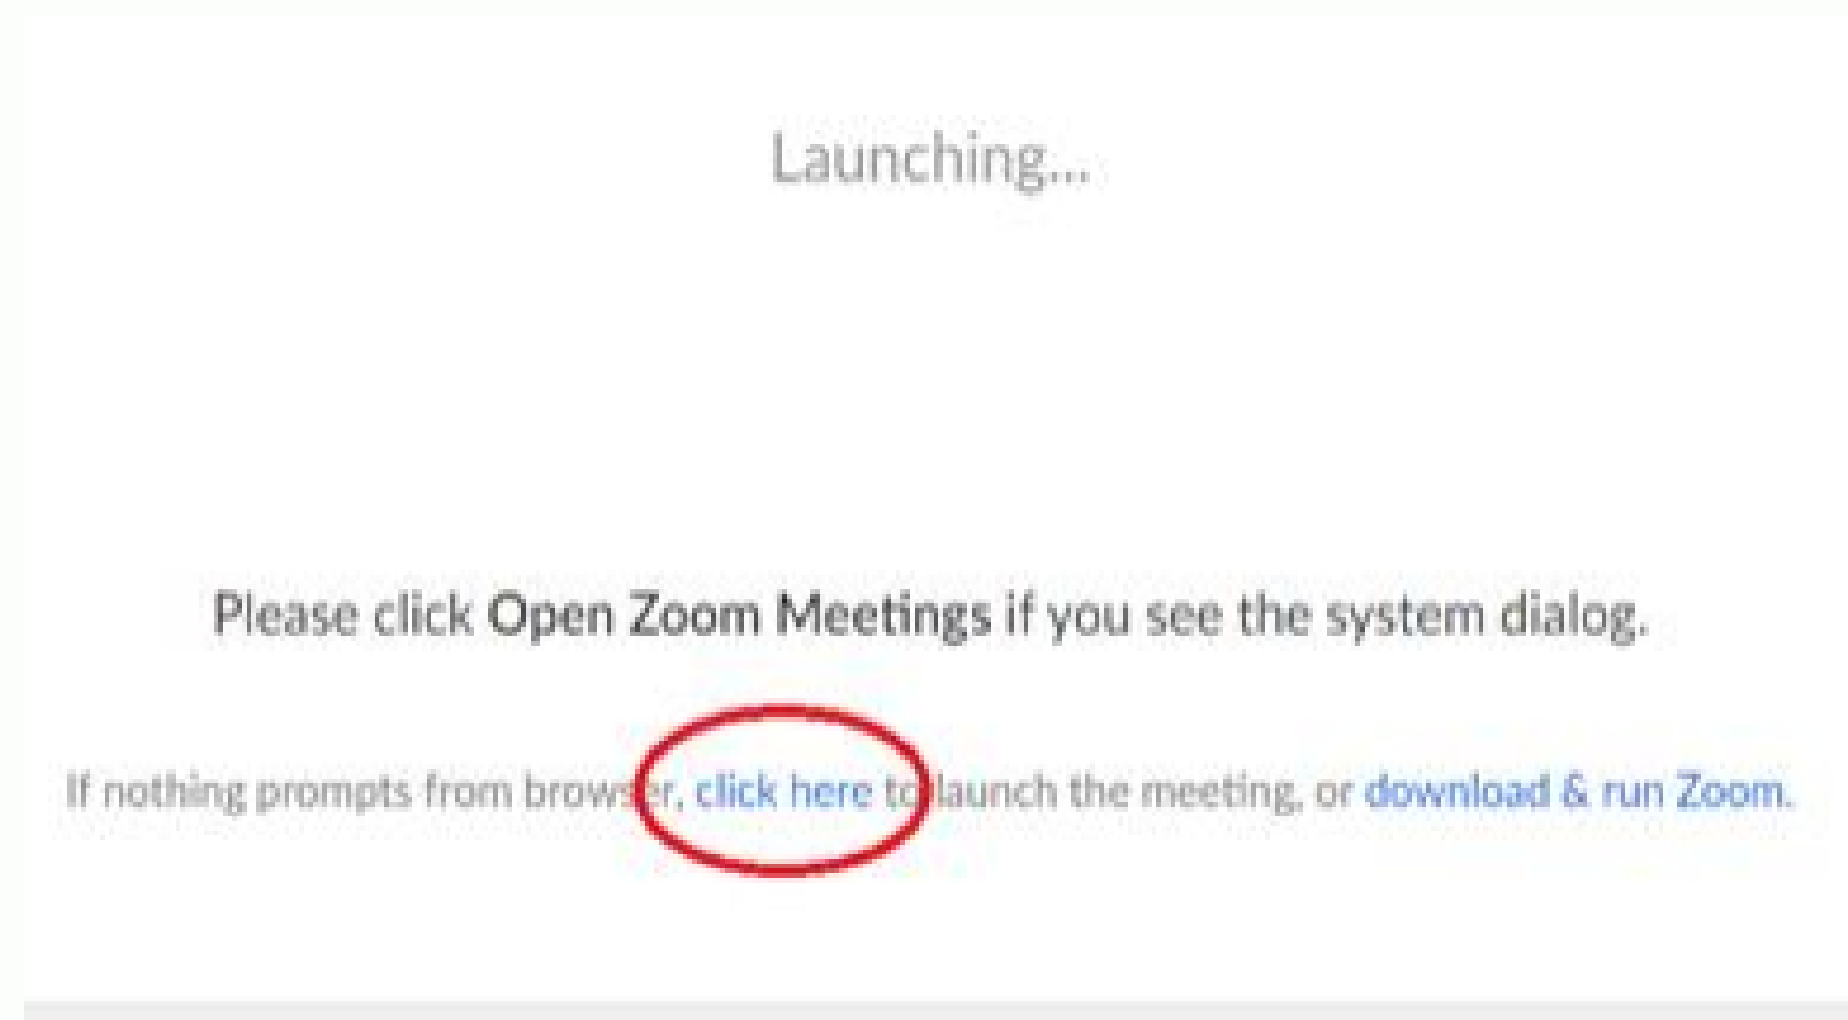 Launching...
Please click Open Zoom Meetings if you see the system dialog.
If nothing prompts from browser, click here to launch the meeting, or download & run Zoom.